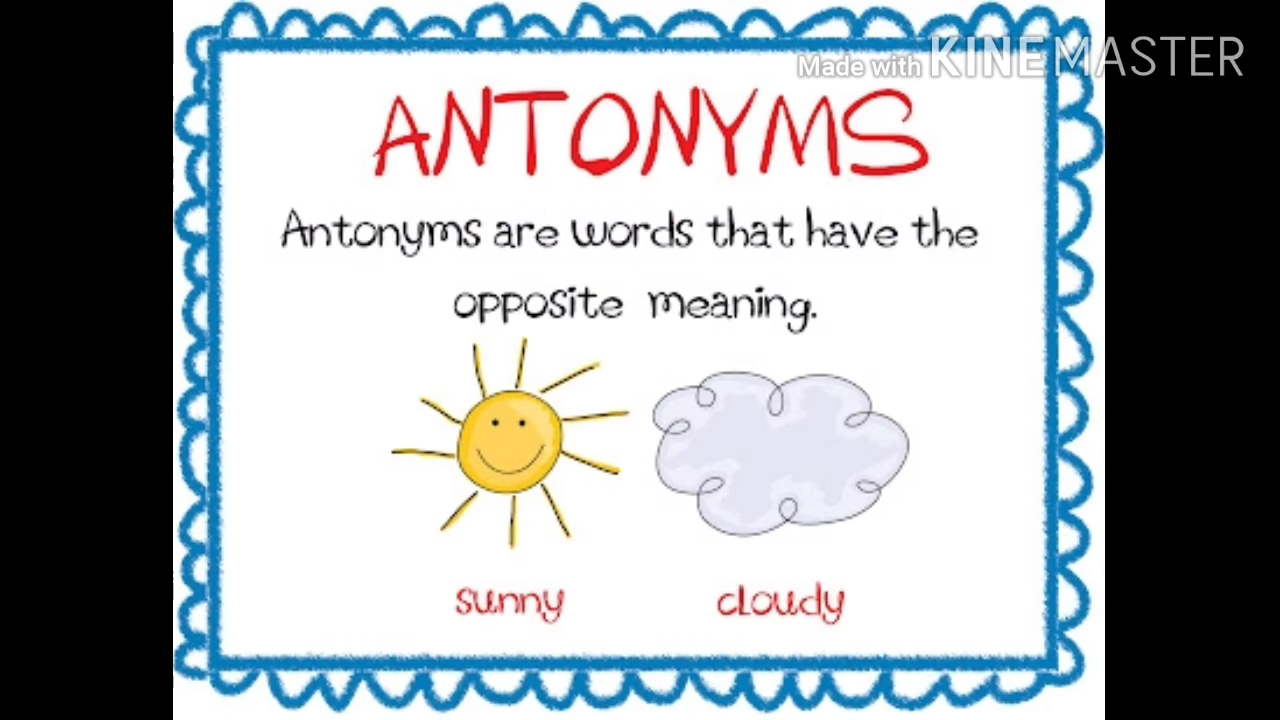 Made with KINEMASTER
ANTONYMS
Antonyms are words that have the
opposite meaning.
sunny cloudy